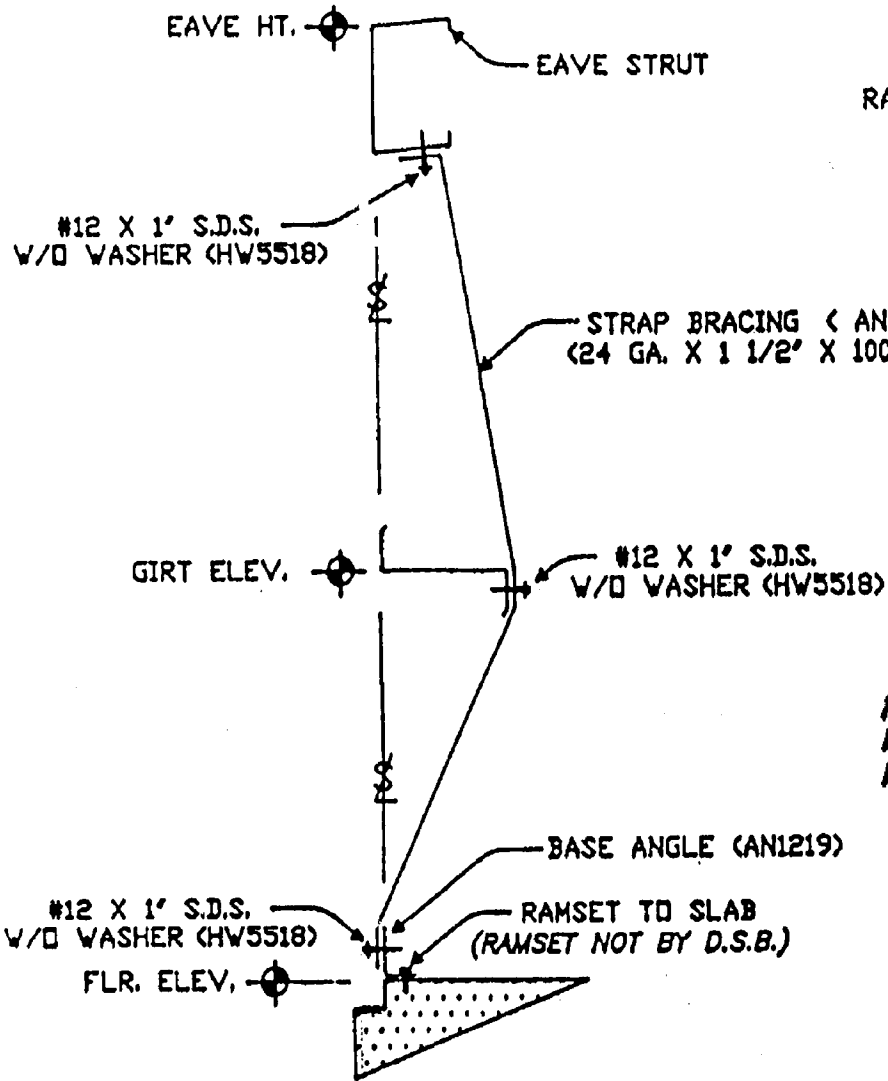 EAVE HT.
EAVE STRUT
RA
#12 X 1" S.D.S.
W/O WASHER (HW5518)
STRAP BRACING ( AN
(24 GA. X 1 1/2" X 100
GIRT ELEV.
#12 X 1" S.D.S.
W/O WASHER (HW5518)
BASE ANGLE (AN1219)
#12 X 1" S.D.S.
W/O WASHER (HW5518)
RAMSET TO SLAB
(RAMSET NOT BY D.S.B.)
FLR. ELEV.